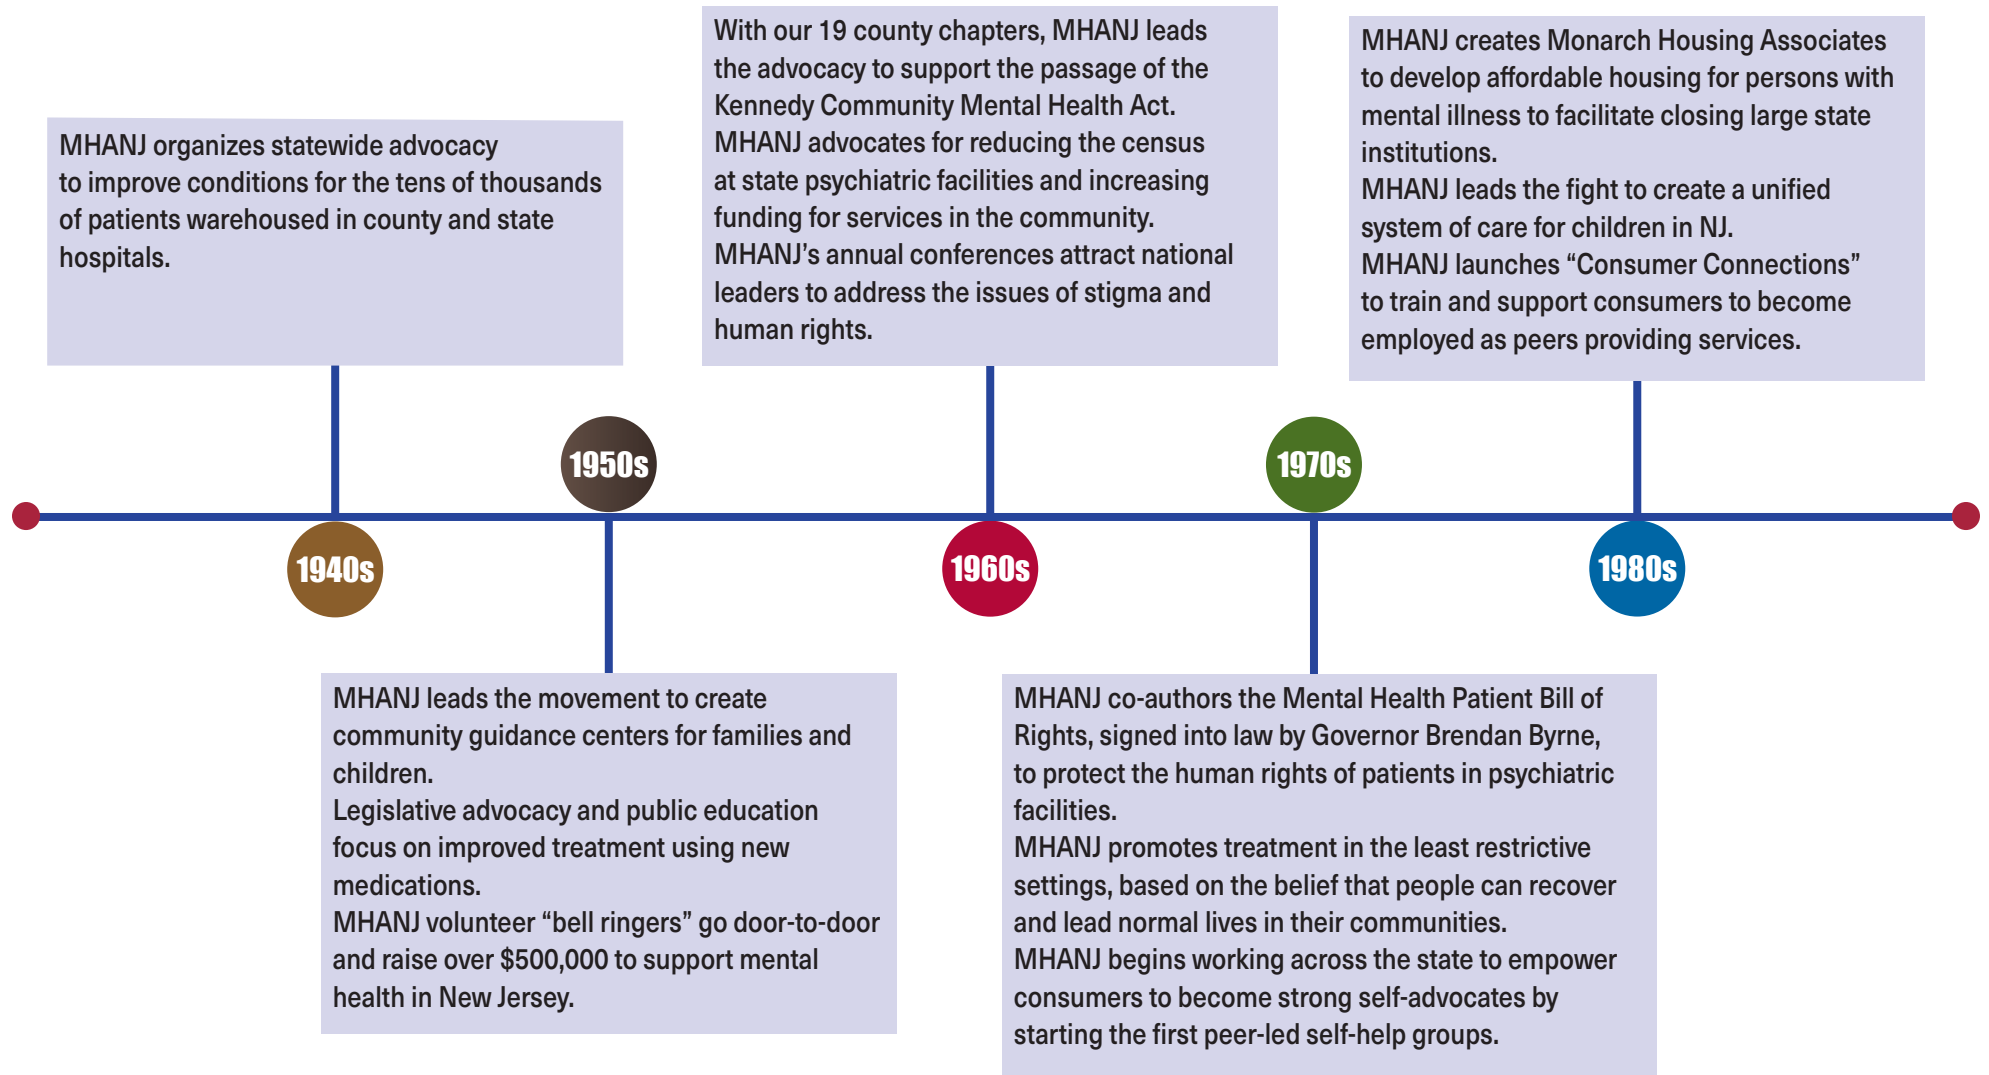 MHANJ organizes statewide advocacy
to improve conditions for the tens of thousands
of patients warehoused in county and state
hospitals.
1940s
1950s
MHANJ leads the movement to create
community guidance centers for families and
children.
Legislative advocacy and public education
focus on improved treatment using new
medications.
MHANJ volunteer “bell ringers” go door-to-door
and raise over $500,000 to support mental
health in New Jersey.
With our 19 county chapters, MHANJ leads
the advocacy to support the passage of the
Kennedy Community Mental Health Act.
MHANJ advocates for reducing the census
at state psychiatric facilities and increasing
funding for services in the community.
MHANJ’s annual conferences attract national
leaders to address the issues of stigma and
human rights.
1960s
1970s
MHANJ co-authors the Mental Health Patient Bill of
Rights, signed into law by Governor Brendan Byrne,
to protect the human rights of patients in psychiatric
facilities.
MHANJ promotes treatment in the least restrictive
settings, based on the belief that people can recover
and lead normal lives in their communities.
MHANJ begins working across the state to empower
consumers to become strong self-advocates by
starting the first peer-led self-help groups.
MHANJ creates Monarch Housing Associates
to develop affordable housing for persons with
mental illness to facilitate closing large state
institutions.
MHANJ leads the fight to create a unified
system of care for children in NJ.
MHANJ launches “Consumer Connections”
to train and support consumers to become
employed as peers providing services.
1980s